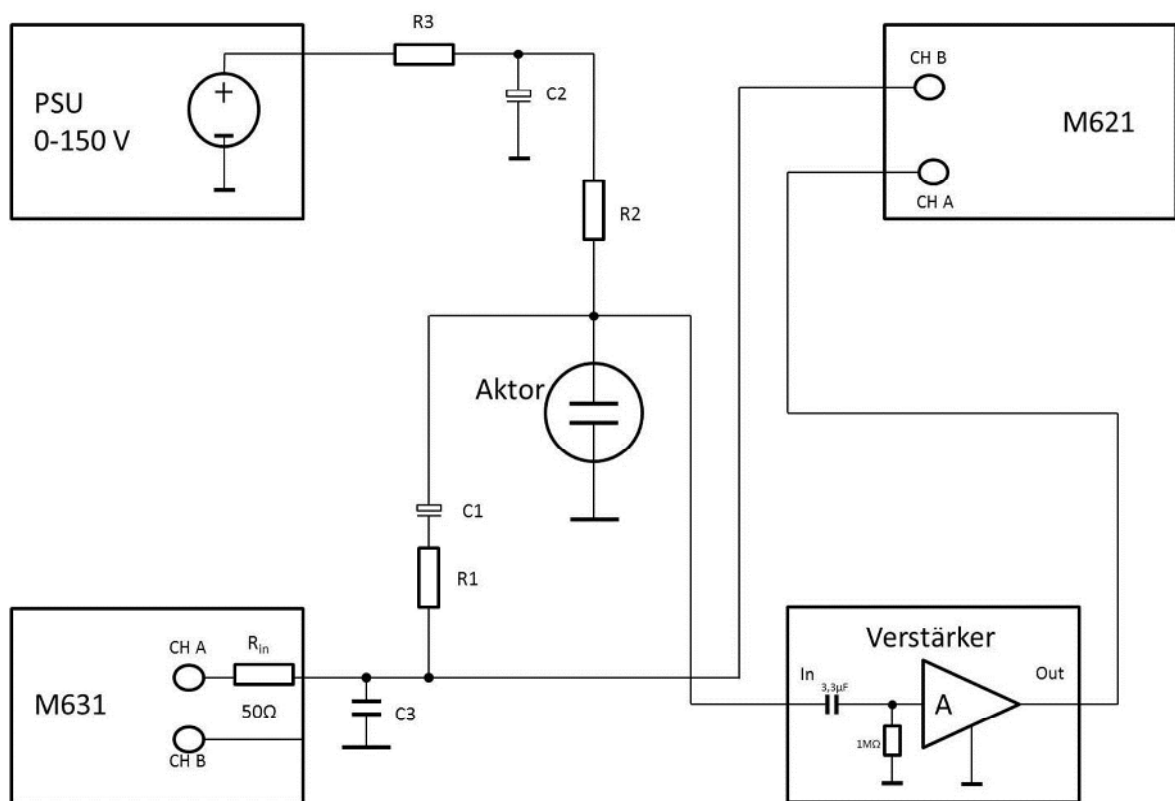 R3
PSU
0-150 V
C2
R2
CH B
M621
CH A
Aktor
C1
R1
M631
CH A
R_in
50Ω
CH B
C3
Verstärker
In
3,3µF
A
Out
1MΩ